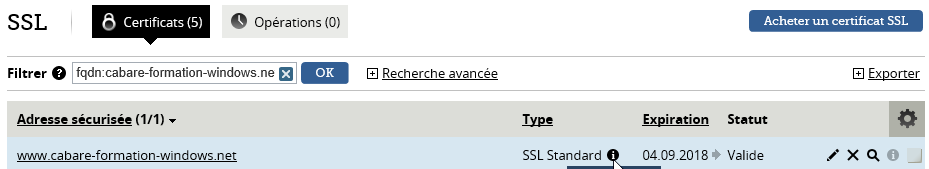 SSL Certificats (5) Opérations (0) Acheter un certificat SSL
Filtrer ? fqdn:cabare-formation-windows.ne OK Recherche avancée Exporter
Adresse sécurisée (1/1) Type Expiration Statut
www.cabare-formation-windows.net SSL Standard 04.09.2018 Valide